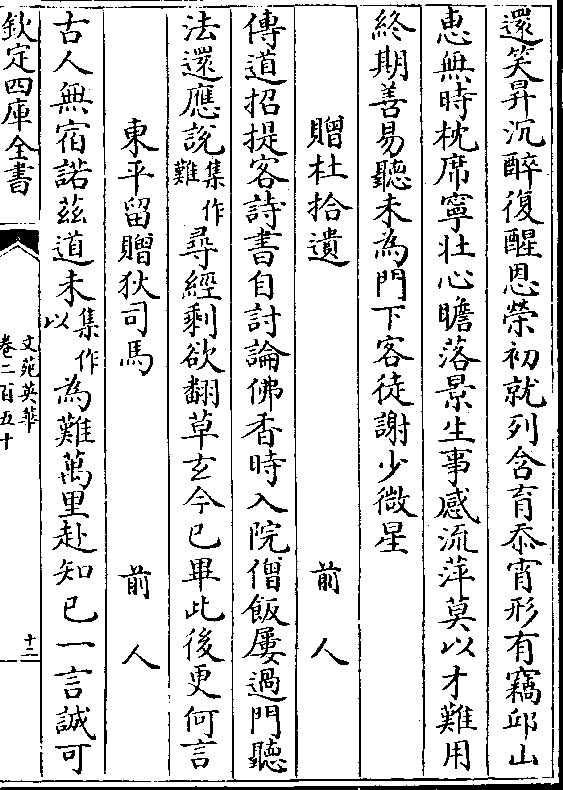 還笑昇沉醉復醒恩榮初就列含育忝宵形有竊邱山
恵無時枕席寧壮心瞻落景生事感流萍莫以才難用
終期善易聽未為門下客徒謝少微星
贈杜拾遺 前人
傳道招提客詩書自討論佛香時入院僧飯屢過門聽
法還應說集作難尋經剩欲翻草玄今已畢此後更何言
東平留贈狄司馬 前人
古人無宿諾茲道未集作以為難萬里赴知已一言誠可
欽定四庫全書
文苑英華
卷二百五十
十二